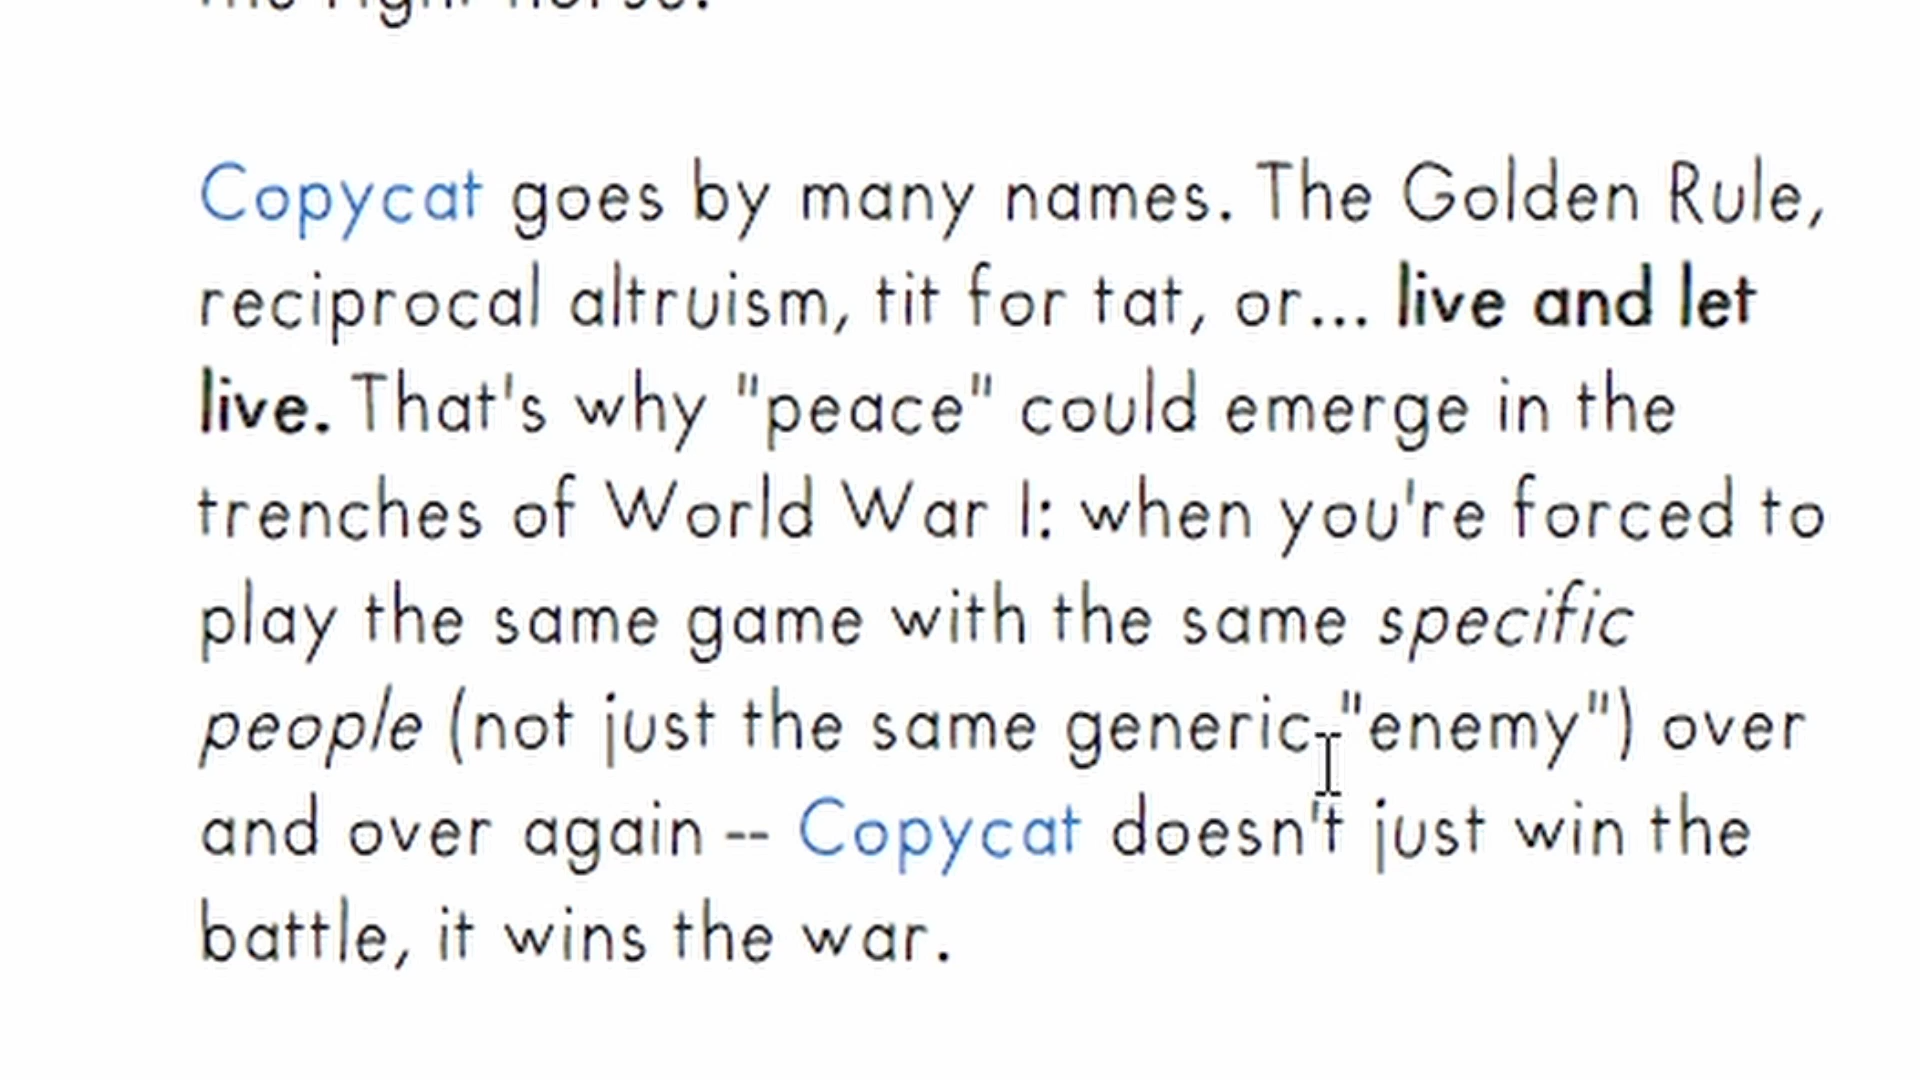 the right horse.
Copycat goes by many names. The Golden Rule,
reciprocal altruism, tit for tat, or... live and let
live. That's why "peace" could emerge in the
trenches of World War I: when you're forced to
play the same game with the same specific
people (not just the same generic "enemy") over
and over again -- Copycat doesn't just win the
battle, it wins the war.